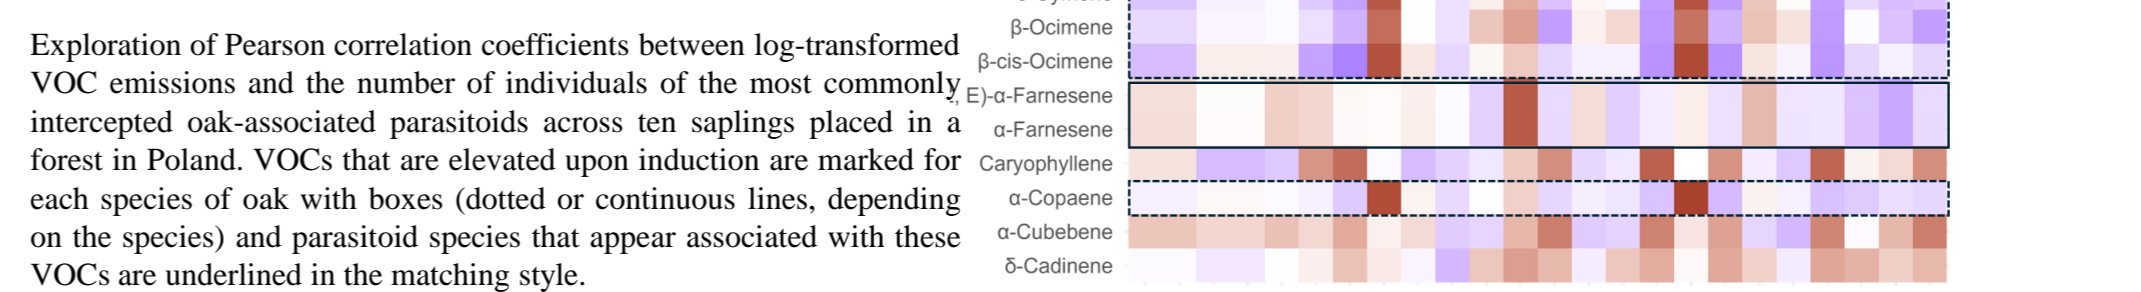 Exploration of Pearson correlation coefficients between log-transformed
VOC emissions and the number of individuals of the most commonly
intercepted oak-associated parasitoids across ten saplings placed in a
forest in Poland. VOCs that are elevated upon induction are marked for
each species of oak with boxes (dotted or continuous lines, depending
on the species) and parasitoid species that appear associated with these
VOCs are underlined in the matching style.
β-Ocimene
β-cis-Ocimene
, E)-α-Farnesene
α-Farnesene
Caryophyllene
α-Copaene
α-Cubebene
δ-Cadinene